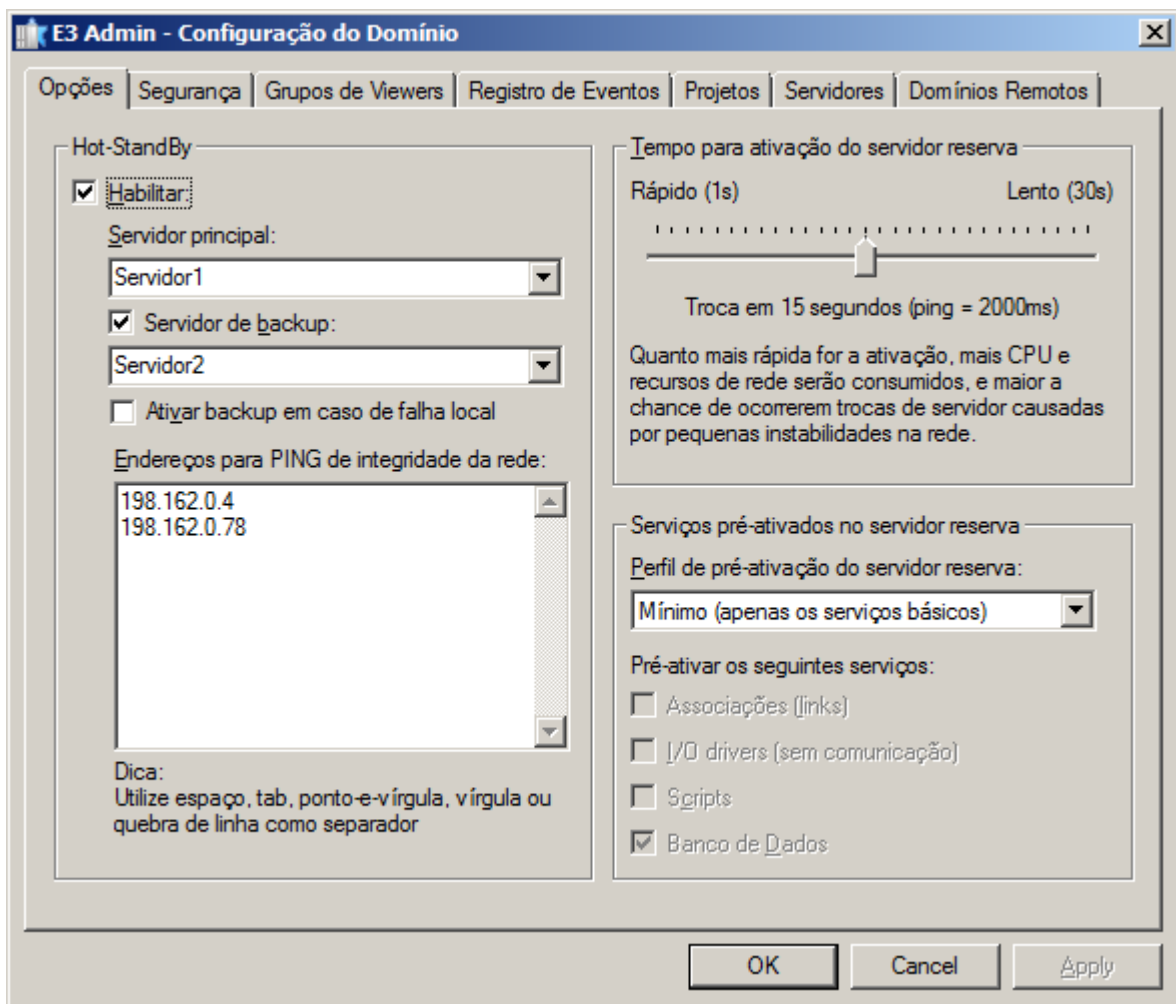 E3 Admin - Configuração do Domínio
Opções
Segurança
Grupos de Viewers
Registro de Eventos
Projetos
Servidores
Domínios Remotos
Hot-StandBy
Habilitar:
Servidor principal:
Servidor1
Servidor de backup:
Servidor2
Ativar backup em caso de falha local
Endereços para PING de integridade da rede:
198.162.0.4
198.162.0.78
Dica:
Utilize espaço, tab, ponto-e-vírgula, vírgula ou
quebra de linha como separador
Tempo para ativação do servidor reserva
Rápido (1s)
Lento (30s)
Troca em 15 segundos (ping = 2000ms)
Quanto mais rápida for a ativação, mais CPU e
recursos de rede serão consumidos, e maior a
chance de ocorrerem trocas de servidor causadas
por pequenas instabilidades na rede.
Serviços pré-ativados no servidor reserva
Perfil de pré-ativação do servidor reserva:
Mínimo (apenas os serviços básicos)
Pré-ativar os seguintes serviços:
Associações (links)
I/O drivers (sem comunicação)
Scripts
Banco de Dados
OK
Cancel
Apply